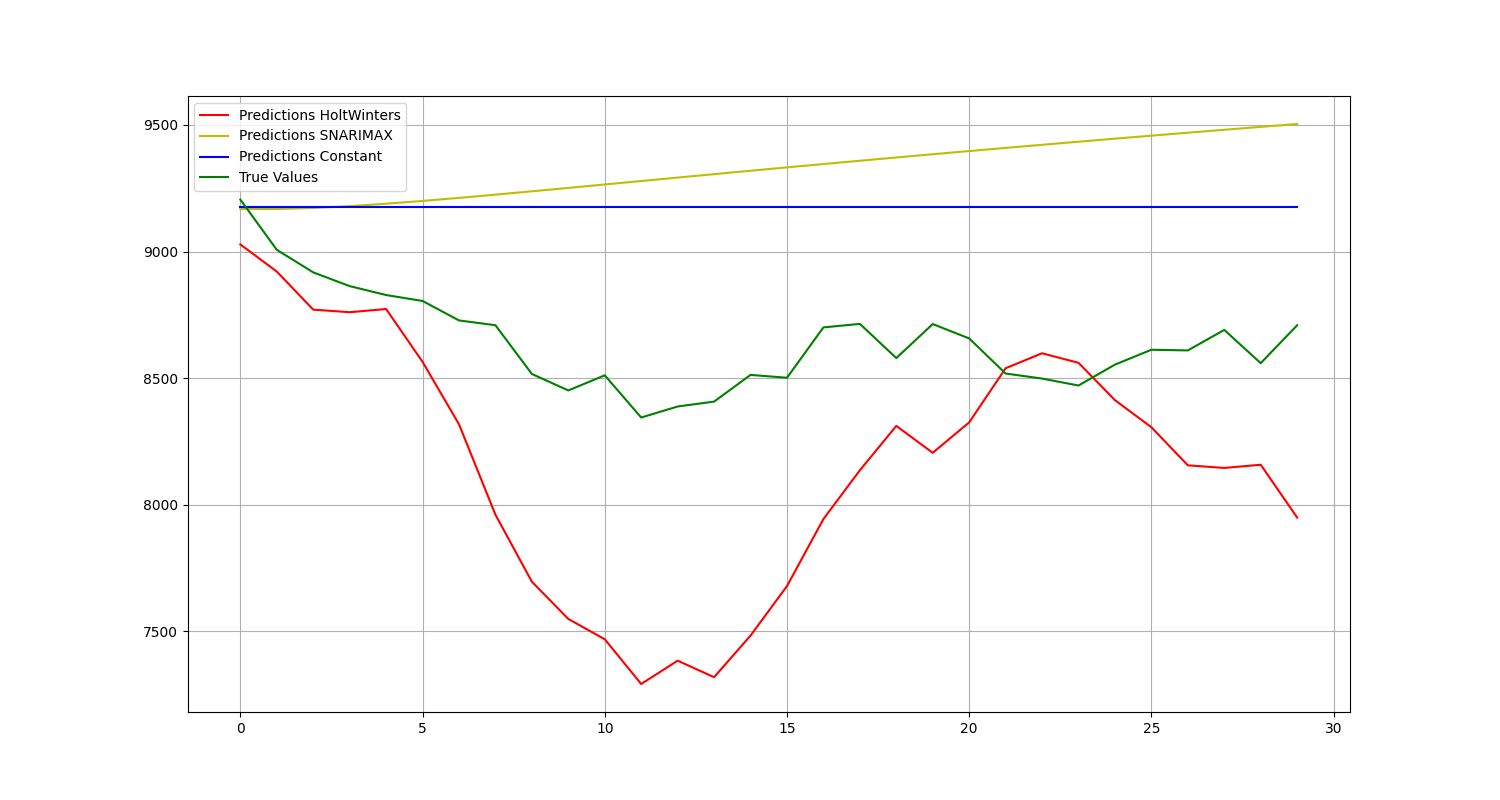 Predictions HoltWinters
Predictions SNARIMAX
Predictions Constant
True Values
9500
9000
8500
8000
7500
0 5 10 15 20 25 30